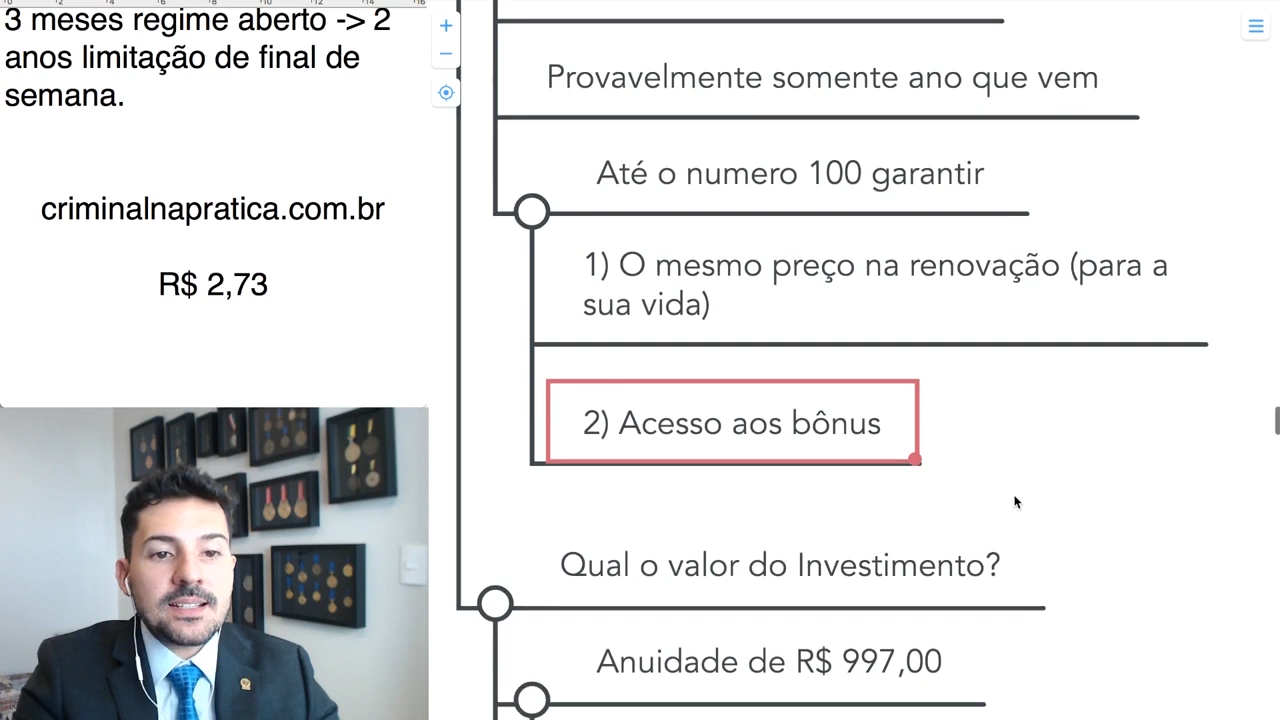 3 meses regime aberto -> 2
anos limitação de final de
semana.
criminalnapratica.com.br
R$ 2,73
Provavelmente somente ano que vem
Até o numero 100 garantir
1) O mesmo preço na renovação (para a
sua vida)
2) Acesso aos bônus
Qual o valor do Investimento?
Anuidade de R$ 997,00